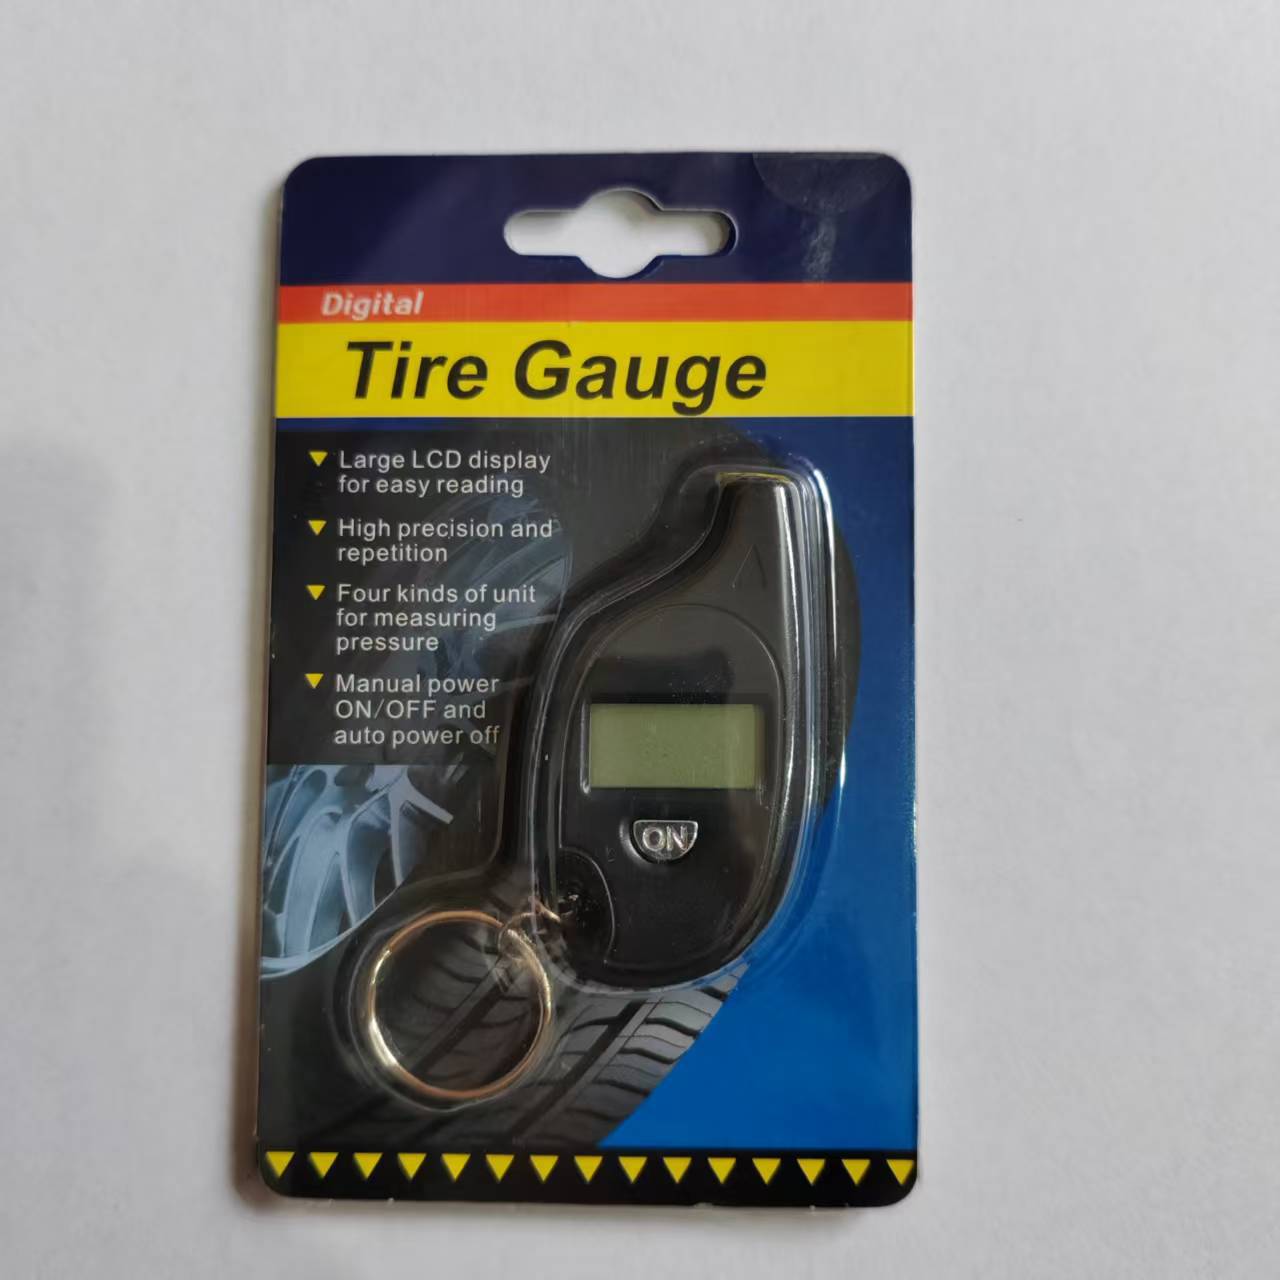 Digital
Tire Gauge
Large LCD display
for easy reading
High precision and
repetition
Four kinds of unit
for measuring
pressure
Manual power
ON/OFF and
auto power off
ON